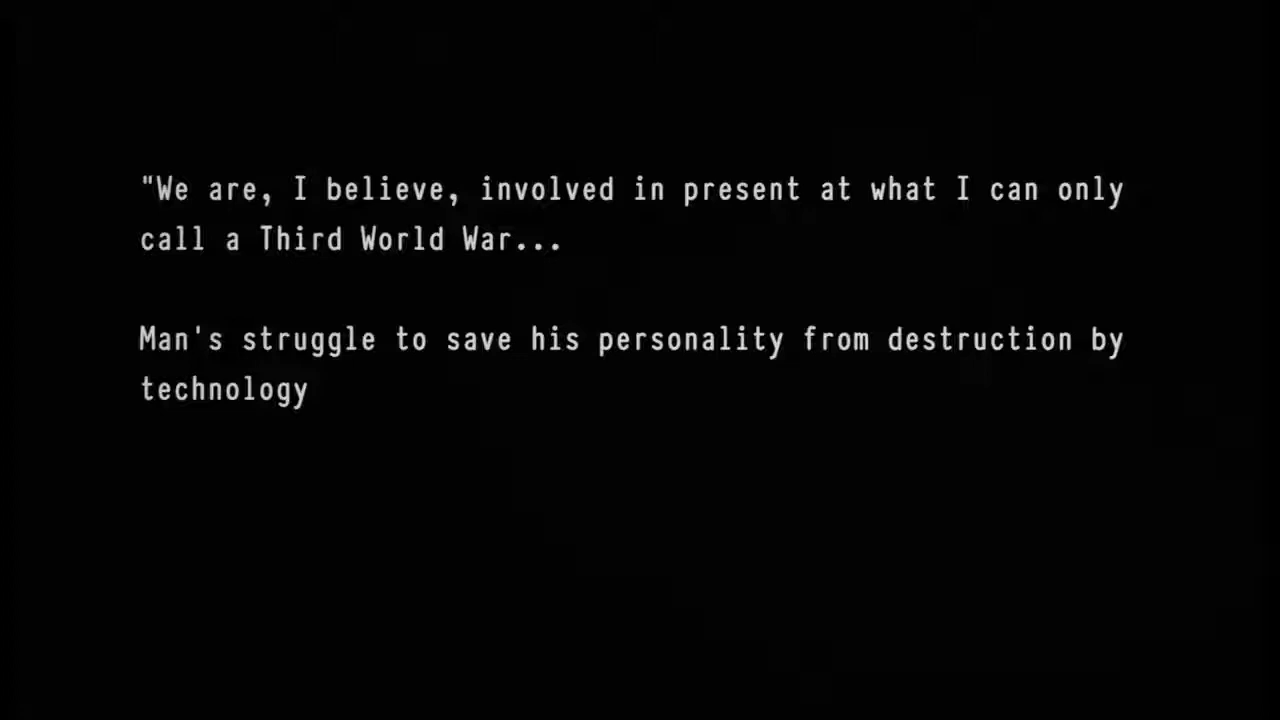 "We are, I believe, involved in present at what I can only
call a Third World War...
Man's struggle to save his personality from destruction by
technology